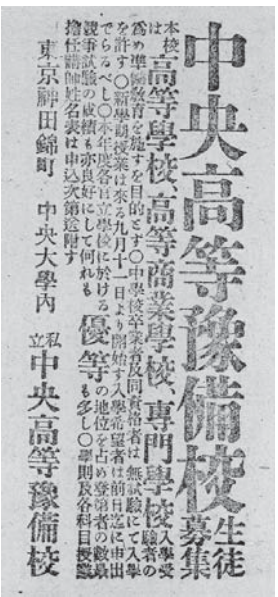 中央高等豫備校生徒募集
本校は高等學校、高等商業學校、專門學校入學受驗者の
爲め準備教育を施すを目的とす○中學校卒業者及同資格者は無試驗にて入學
を許す○新學期授業は來る九月十一日より開始す入學希望者は前日迄に申出
でらるべし○本年度各官立學校に於ける優等の地位を占め登第者の數最
競爭試驗の成績も亦良好にして何れも優等も多し○學則及各科目授業
擔任講師姓名表は申込次第送附す
東京神田錦町 中央大學內 私立中央高等豫備校